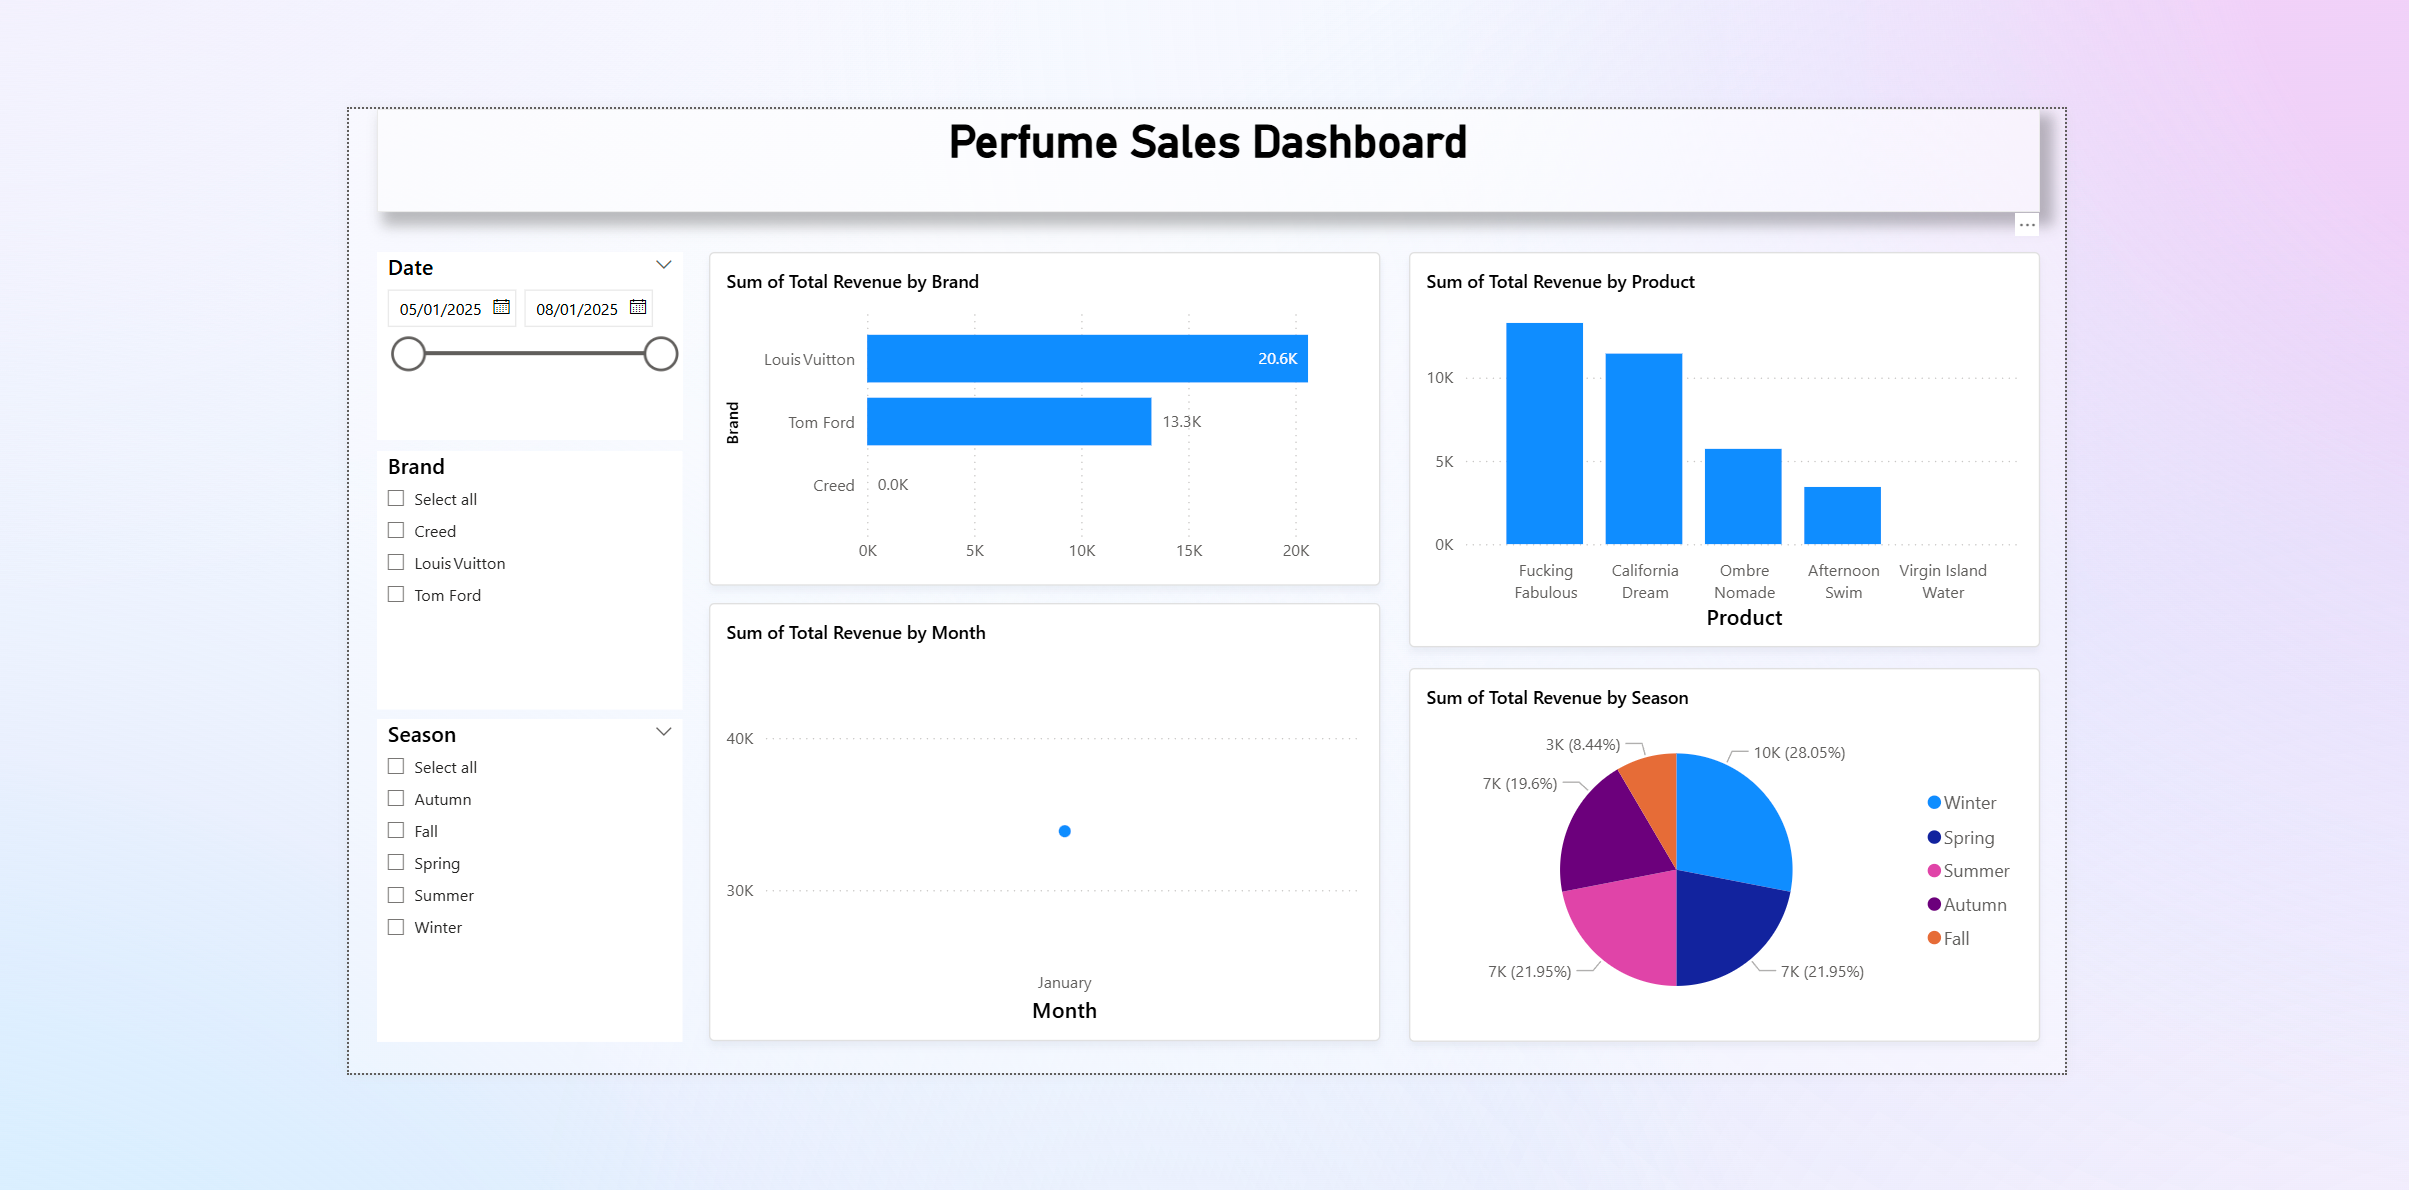 Perfume Sales Dashboard
Date
05/01/2025
08/01/2025
Brand
Select all
Creed
Louis Vuitton
Tom Ford
Season
Select all
Autumn
Fall
Spring
Summer
Winter
Sum of Total Revenue by Brand
Brand
Louis Vuitton
20.6K
Tom Ford
13.3K
Creed
0.0K
0K 5K 10K 15K 20K
Sum of Total Revenue by Month
40K
30K
January
Month
Sum of Total Revenue by Product
10K
5K
0K
Fucking Fabulous
California Dream
Ombre Nomade
Afternoon Swim
Virgin Island Water
Product
Sum of Total Revenue by Season
3K (8.44%)
10K (28.05%)
7K (19.6%)
7K (21.95%)
7K (21.95%)
Winter
Spring
Summer
Autumn
Fall